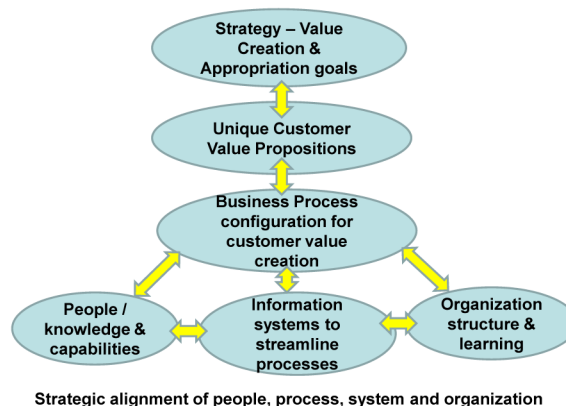 Strategy – Value
Creation &
Appropriation goals
Unique Customer
Value Propositions
Business Process
configuration for
customer value
creation
People /
knowledge &
capabilities
Information
systems to
streamline
processes
Organization
structure &
learning
Strategic alignment of people, process, system and organization